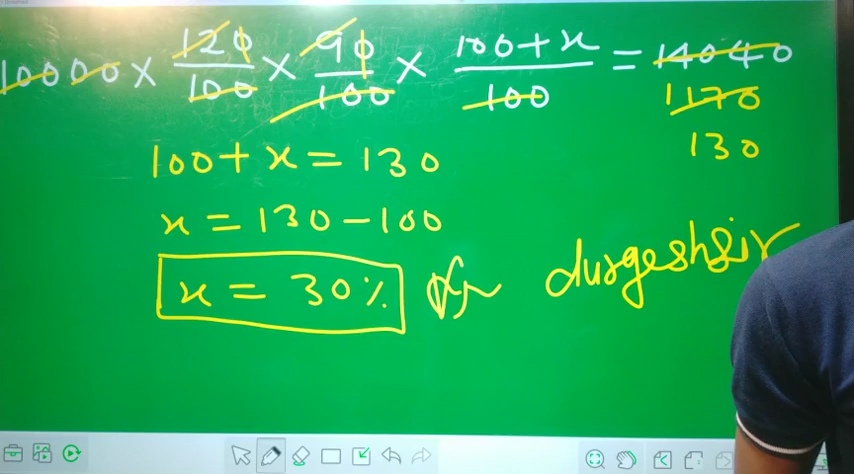 10000 × 120/100 × 90/100 × 100+x/100 = 14040
1170
130
100+x = 130
x = 130-100
x = 30%
durgeshsir